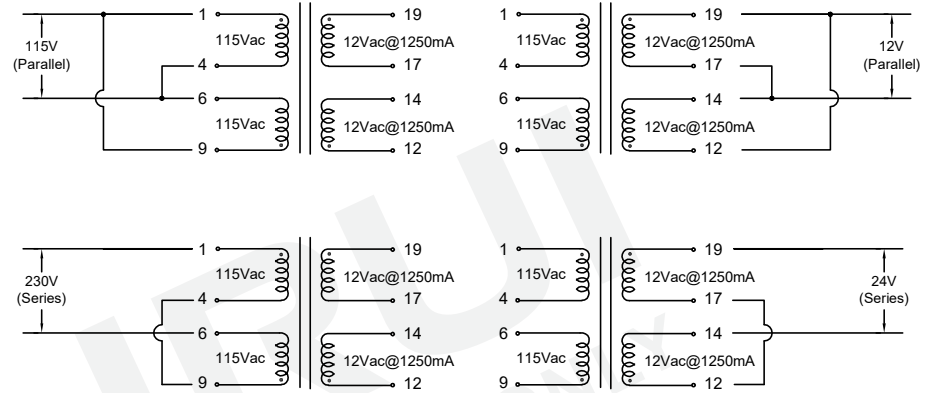 1 19 1 19
115V 115Vac 12Vac@1250mA 115Vac 12Vac@1250mA 12V
(Parallel) 4 17 4 17 (Parallel)
6 14 6 14
115Vac 12Vac@1250mA 115Vac 12Vac@1250mA
9 12 9 12
1 19 1 19
230V 115Vac 12Vac@1250mA 115Vac 12Vac@1250mA 24V
(Series) 4 17 4 17 (Series)
6 14 6 14
115Vac 12Vac@1250mA 115Vac 12Vac@1250mA
9 12 9 12